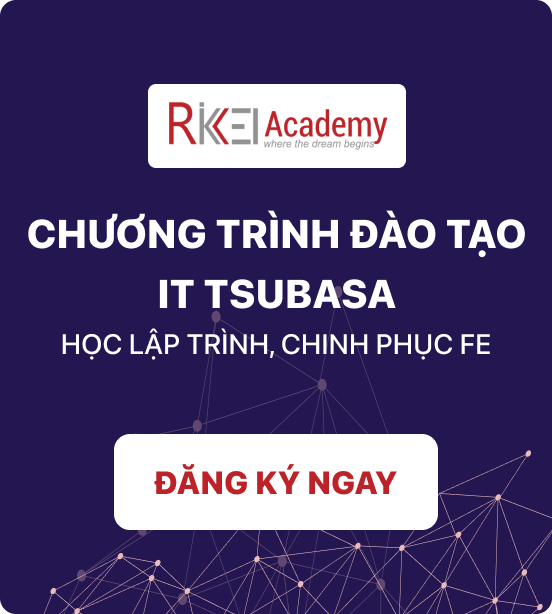 RIKKEI Academy
where the dream begins
CHƯƠNG TRÌNH ĐÀO TẠO
IT TSUBASA
HỌC LẬP TRÌNH, CHINH PHỤC FE
ĐĂNG KÝ NGAY